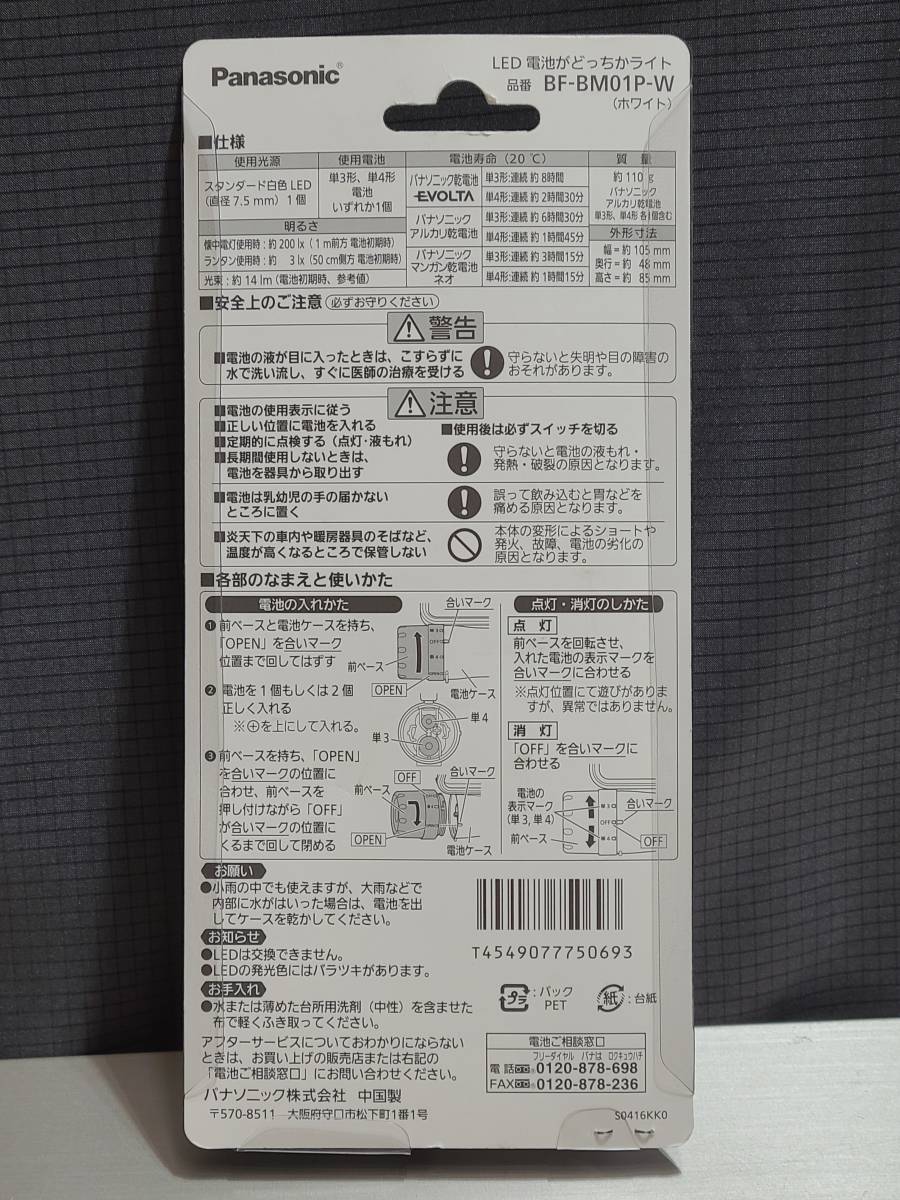 Panasonic®
LED 電池がどっちかライト
品番 BF-BM01P-W
(ホワイト)
■仕様
使用光源
スタンダード白色 LED
(直径 7.5 mm) 1個
使用電池
単3形、単4形
電池
いずれか1個
明るさ
懐中電灯使用時:約 200 lx (1 m前方 電池初期時)
ランタン使用時:約 3 lx (50 cm側方 電池初期時)
光束:約 14 lm (電池初期時、参考値)
電池寿命 (20 ℃)
パナソニック乾電池
EVOLTA
単3形:連続 約 8時間
単4形:連続 約 2時間30分
パナソニック
アルカリ乾電池
単3形:連続 約 6時間30分
単4形:連続 約 1時間45分
パナソニック
マンガン乾電池
ネオ
単3形:連続 約 3時間15分
単4形:連続 約 1時間15分
質 量
約 110 g
パナソニック
アルカリ乾電池
単3形、単4形 各1個含む
外形寸法
幅=約 105 mm
奥行=約 48 mm
高さ=約 85 mm
■安全上のご注意 (必ずお守りください)
警告
■電池の液が目に入ったときは、こすらずに
水で洗い流し、すぐに医師の治療を受ける
守らないと失明や目の障害の
おそれがあります。
注意
■電池の使用表示に従う
■正しい位置に電池を入れる
■定期的に点検する (点灯・液もれ)
■長期間使用しないときは、
電池を器具から取り出す
■使用後は必ずスイッチを切る
守らないと電池の液もれ・
発熱・破裂の原因となります。
■電池は乳幼児の手の届かない
ところに置く
誤って飲み込むと胃などを
痛める原因となります。
■炎天下の車内や暖房器具のそばなど、
温度が高くなるところで保管しない
本体の変形によるショートや
発火、故障、電池の劣化の
原因となります。
■各部のなまえと使いかた
電池の入れかた
❶ 前ベースと電池ケースを持ち、
「OPEN」を合いマーク
位置まで回してはずす
合いマーク
前ベース
OPEN
電池ケース
❷ 電池を1個もしくは2個
正しく入れる
※⊕を上にして入れる。
単4
単3
❸ 前ベースを持ち、「OPEN」
を合いマークの位置に
合わせ、前ベースを
押し付けながら「OFF」
が合いマークの位置に
くるまで回して閉める
OFF
合いマーク
前ベース
OPEN
電池ケース
点灯・消灯のしかた
点 灯
前ベースを回転させ、
入れた電池の表示マークを
合いマークに合わせる
※点灯位置にて遊びがありま
すが、異常ではありません。
消 灯
「OFF」を合いマークに
合わせる
電池の
表示マーク
(単3, 単4)
前ベース
合いマーク
OFF
お願い
●小雨の中でも使えますが、大雨などで
内部に水がはいった場合は、電池を出
してケースを乾かしてください。
お知らせ
●LEDは交換できません。
●LEDの発光色にはバラツキがあります。
お手入れ
●水または薄めた台所用洗剤(中性)を含ませた
布で軽くふき取ってください。
アフターサービスについておわかりにならない
ときは、お買い上げの販売店または右記の
「電池ご相談窓口」にお問い合わせください。
パナソニック株式会社 中国製
〒570-8511 大阪府守口市松下町1番1号
T4549077750693
プラ :パック
PET
紙 :台紙
電池ご相談窓口
フリーダイヤル パナは ロクキュウハチ
電話 0120-878-698
FAX 0120-878-236
S0416KK0